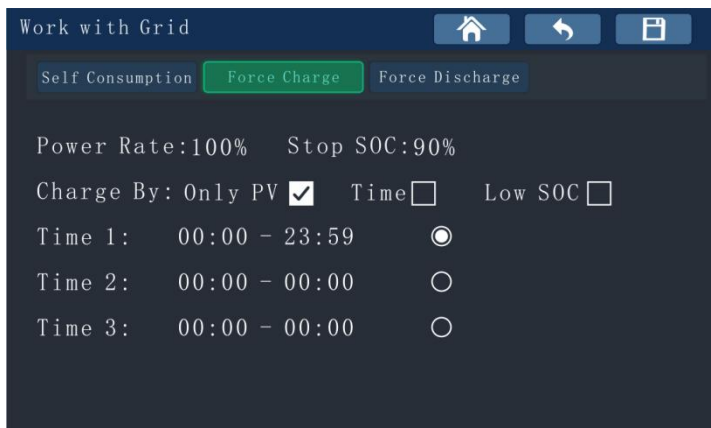 Work with Grid
Self Consumption Force Charge Force Discharge
Power Rate:100% Stop SOC:90%
Charge By: Only PV Time Low SOC
Time 1: 00:00 - 23:59
Time 2: 00:00 - 00:00
Time 3: 00:00 - 00:00